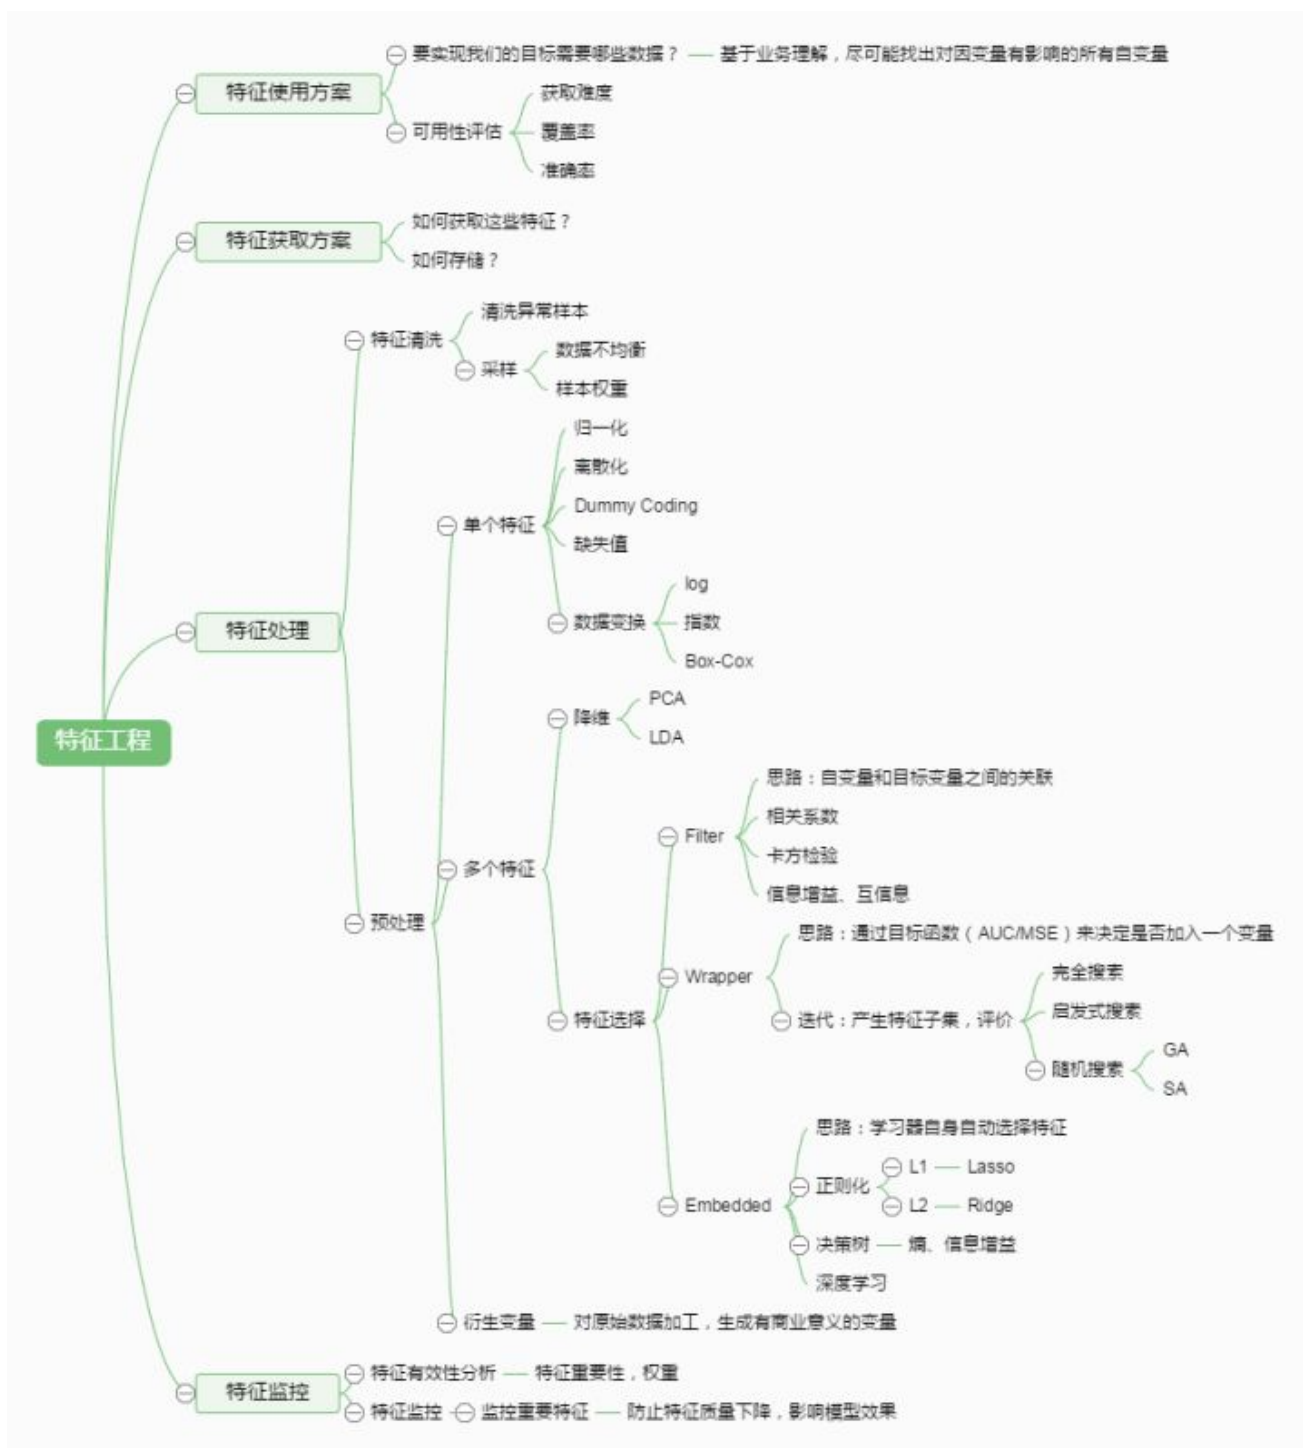 要实现我们的目标需要哪些数据？ 基于业务理解，尽可能找出对因变量有影响的所有自变量
特征使用方案
获取难度
可用性评估
覆盖率
准确率
如何获取这些特征？
特征获取方案
如何存储？
清洗异常样本
特征清洗
数据不均衡
采样
样本权重
归一化
离散化
Dummy Coding
单个特征
缺失值
log
数据变换
指数
Box-Cox
特征处理
PCA
降维
LDA
特征工程
思路：自变量和目标变量之间的关联
相关系数
Filter
卡方检验
信息增益、互信息
多个特征
预处理
思路：通过目标函数（AUC/MSE）来决定是否加入一个变量
Wrapper
完全搜索
特征选择
迭代：产生特征子集，评价
启发式搜索
随机搜索
GA
SA
思路：学习器自身自动选择特征
正则化
L1
Lasso
Embedded
L2
Ridge
决策树
熵、信息增益
深度学习
衍生变量
对原始数据加工，生成有商业意义的变量
特征有效性分析
特征重要性，权重
特征监控
特征监控
监控重要特征
防止特征质量下降，影响模型效果